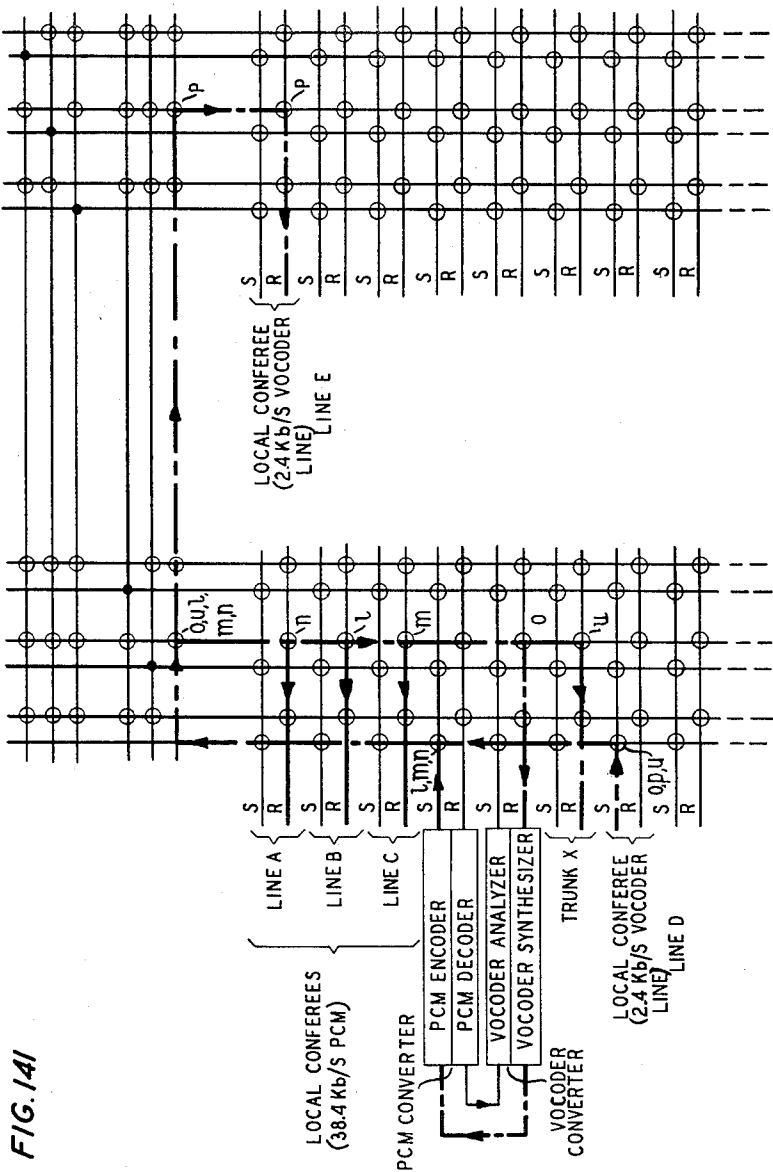 FIG. 141
p
p
S
R
S
R
S
R
S
R
S
R
S
R
S
R
S
R
LOCAL CONFEREE
(2.4 Kb/S VOCODER
LINE)
LINE E
o,u,l,
m,n
n
l
m
o
u
l,m,n
o,p,u
S
R
S
R
S
R
S
R
S
R
S
R
S
R
S
R
LINE A
LINE B
LINE C
LOCAL CONFEREES
(38.4 Kb/S PCM)
PCM CONVERTER
PCM ENCODER
PCM DECODER
VOCODER ANALYZER
VOCODER SYNTHESIZER
VOCODER
CONVERTER
TRUNK X
LOCAL CONFEREE
(2.4 Kb/S VOCODER
LINE)
LINE D